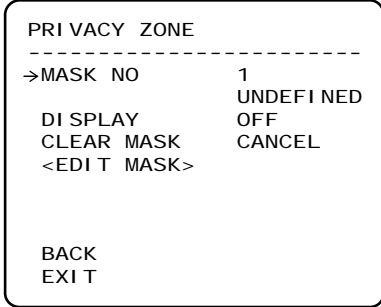 PRIVACY ZONE
------------------------
→MASK NO 1
UNDEFINED
DISPLAY OFF
CLEAR MASK CANCEL
<EDIT MASK>
BACK
EXIT